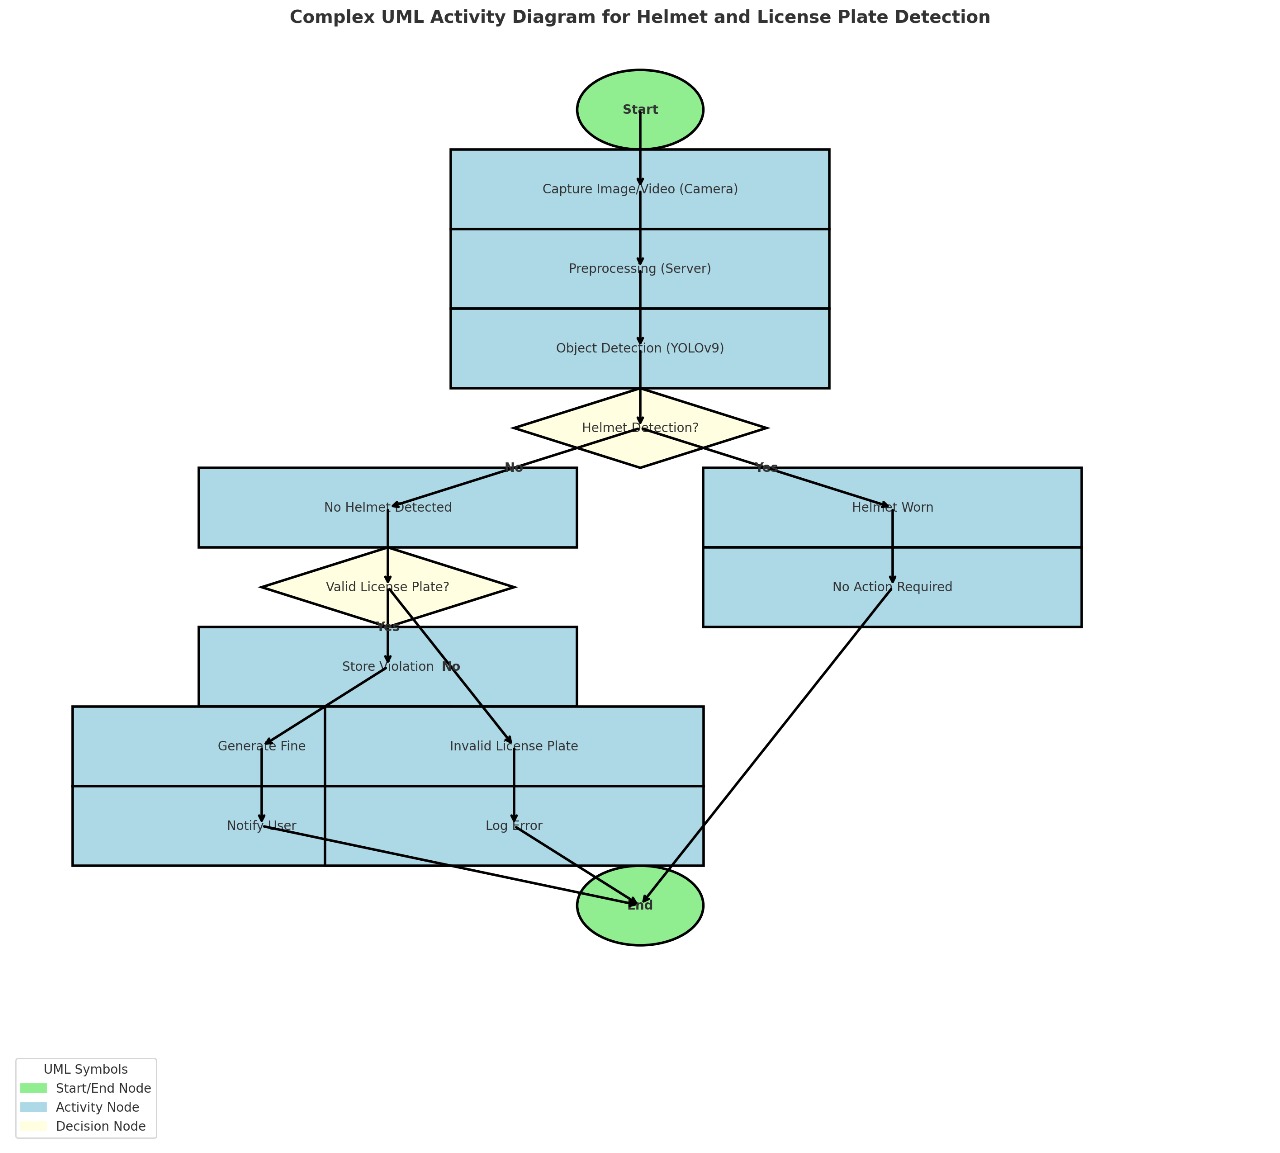 Complex UML Activity Diagram for Helmet and License Plate Detection
Start
Capture Image/Video (Camera)
Preprocessing (Server)
Object Detection (YOLOv9)
Helmet Detection?
No
Yes
No Helmet Detected
Helmet Worn
Valid License Plate?
No Action Required
Yes
Store Violation
No
Generate Fine
Invalid License Plate
Notify User
Log Error
End
UML Symbols
Start/End Node
Activity Node
Decision Node